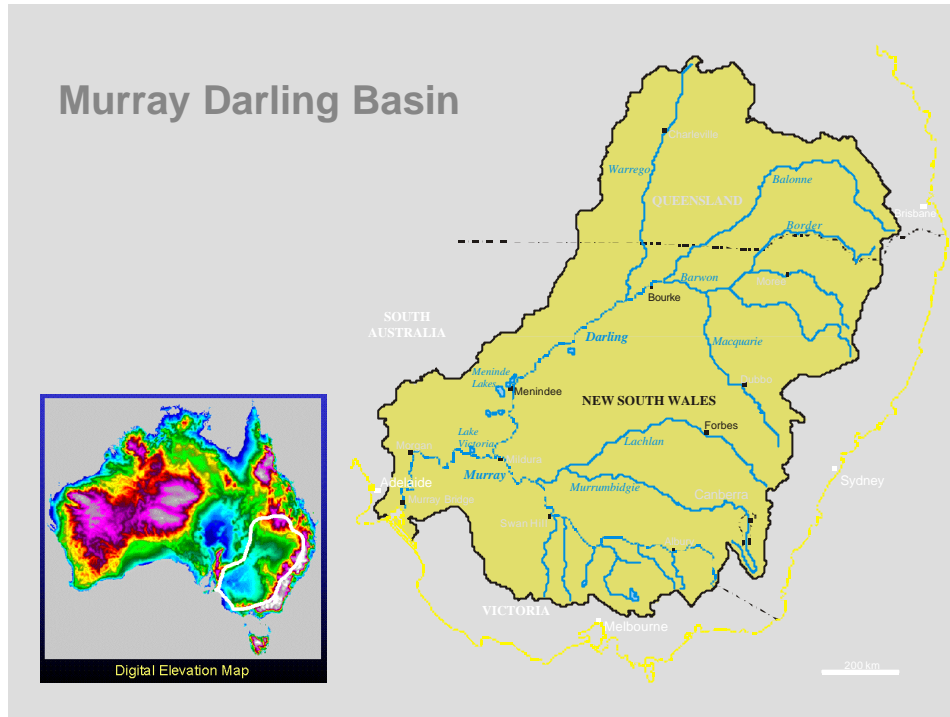 Murray Darling Basin
Charleville
Warrego
Balonne
QUEENSLAND
Brisbane
Border
Barwon
Moree
Bourke
SOUTH
AUSTRALIA
Darling
Macquarie
Meninde
Lakes
Menindee
Dubbo
NEW SOUTH WALES
Forbes
Lake
Victoria
Lachlan
Morgan
Mildura
Murray
Adelaide
Sydney
Murrumbidgie
Canberra
Murray Bridge
Swan Hill
Albury
VICTORIA
Melbourne
200 km
Digital Elevation Map